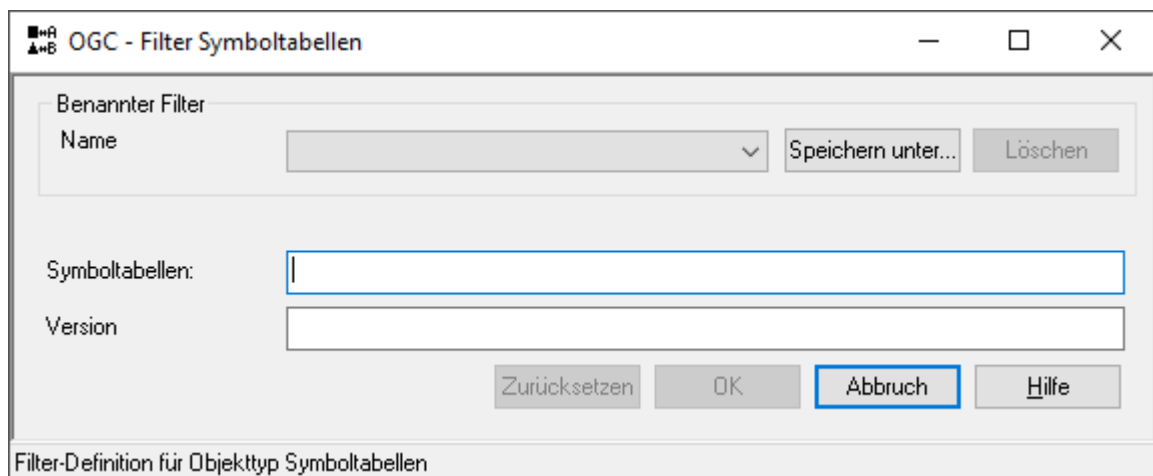 OGC - Filter Symboltabellen
Benannter Filter
Name
Speichern unter... Löschen
Symboltabellen:
Version
Zurücksetzen OK Abbruch Hilfe
Filter-Definition für Objekttyp Symboltabellen